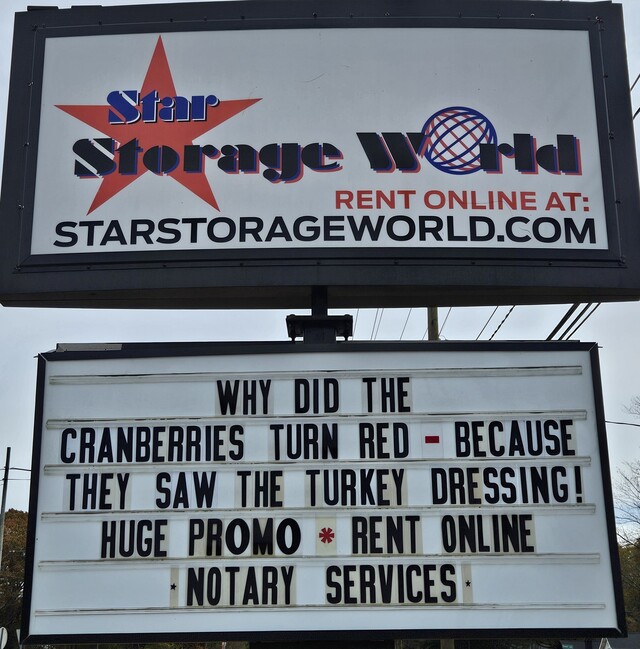 Star
Storage World
RENT ONLINE AT:
STARSTORAGEWORLD.COM
WHY DID THE
CRANBERRIES TURN RED - BECAUSE
THEY SAW THE TURKEY DRESSING!
HUGE PROMO * RENT ONLINE
* NOTARY SERVICES *